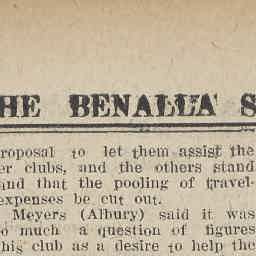 HE BENALLA S
roposal to let them assist the
er clubs, and the others stand
and that the pooling of travel-
expenses be cut out.
Meyers (Albury) said it was
o much a question of figures
his club as a desire to help the